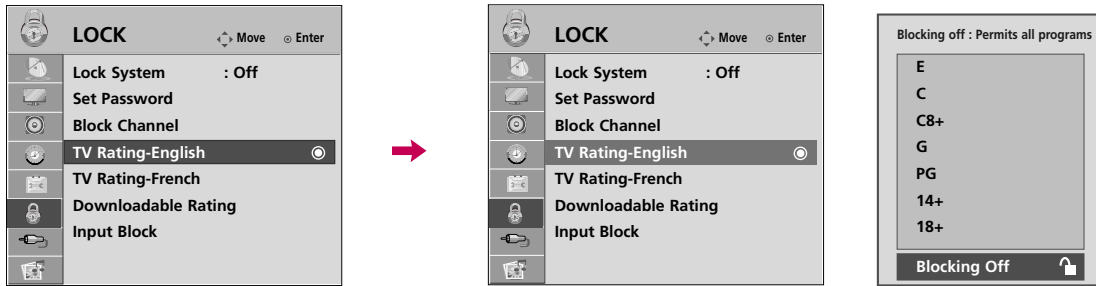 LOCK Move Enter
Lock System : Off
Set Password
Block Channel
TV Rating-English
TV Rating-French
Downloadable Rating
Input Block
LOCK Move Enter
Lock System : Off
Set Password
Block Channel
TV Rating-English
TV Rating-French
Downloadable Rating
Input Block
Blocking off : Permits all programs
E
C
C8+
G
PG
14+
18+
Blocking Off